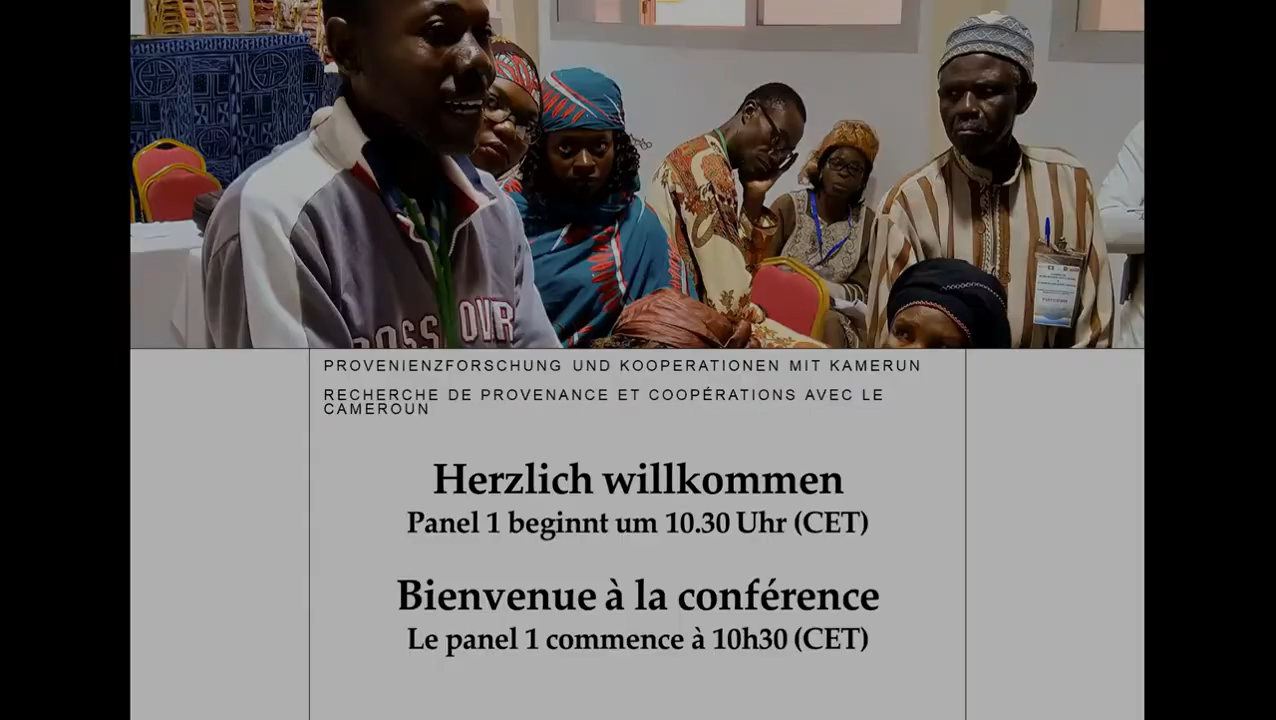 PROVENIENZFORSCHUNG UND KOOPERATIONEN MIT KAMERUN
RECHERCHE DE PROVENANCE ET COOPÉRATIONS AVEC LE
CAMEROUN
Herzlich willkommen
Panel 1 beginnt um 10.30 Uhr (CET)
Bienvenue à la conférence
Le panel 1 commence à 10h30 (CET)